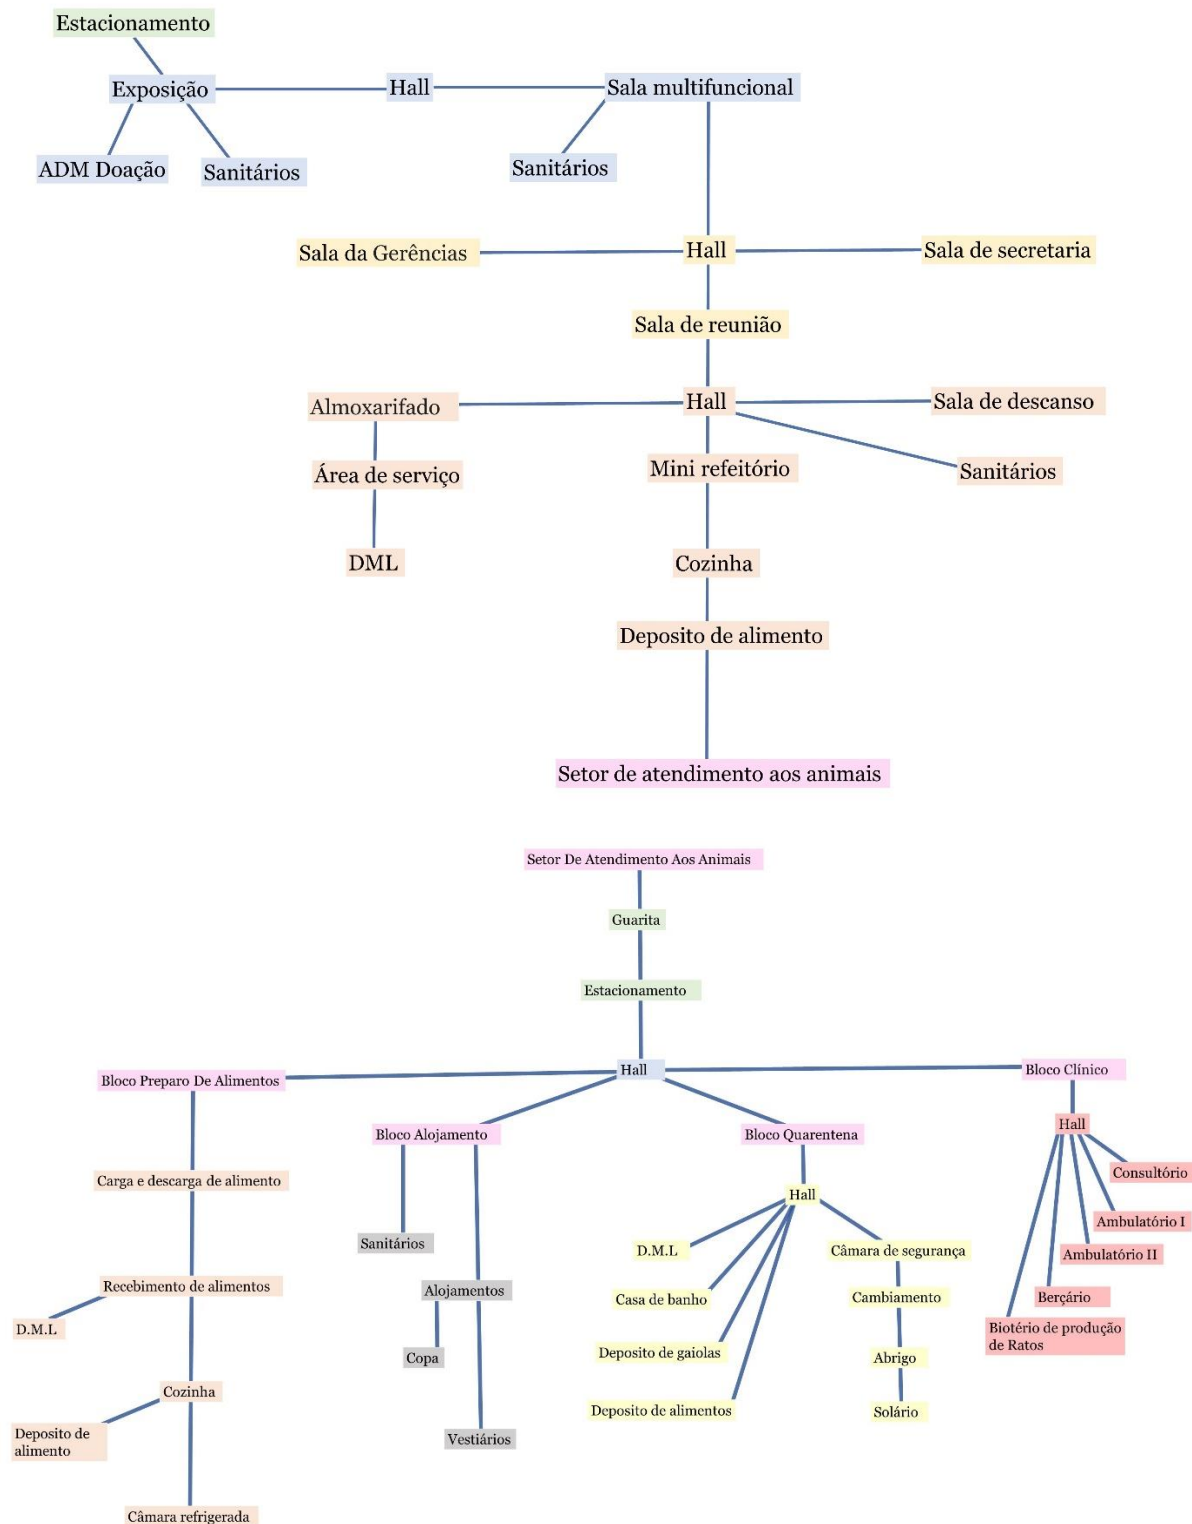 Estacionamento
Exposição
Hall
Sala multifuncional
ADM Doação
Sanitários
Sanitários
Sala da Gerências
Hall
Sala de secretaria
Sala de reunião
Almoxarifado
Hall
Sala de descanso
Área de serviço
Mini refeitório
Sanitários
DML
Cozinha
Deposito de alimento
Setor de atendimento aos animais
Setor De Atendimento Aos Animais
Guarita
Estacionamento
Hall
Bloco Preparo De Alimentos
Bloco Clínico
Bloco Alojamento
Bloco Quarentena
Hall
Carga e descarga de alimento
Hall
Consultório
Ambulatório I
Sanitários
D.M.L
Câmara de segurança
Ambulatório II
Recebimento de alimentos
Alojamentos
Casa de banho
Cambiamento
Berçário
D.M.L
Copa
Deposito de gaiolas
Abrigo
Biotério de produção
de Ratos
Cozinha
Deposito de alimentos
Solário
Deposito de
alimento
Vestiários
Câmara refrigerada